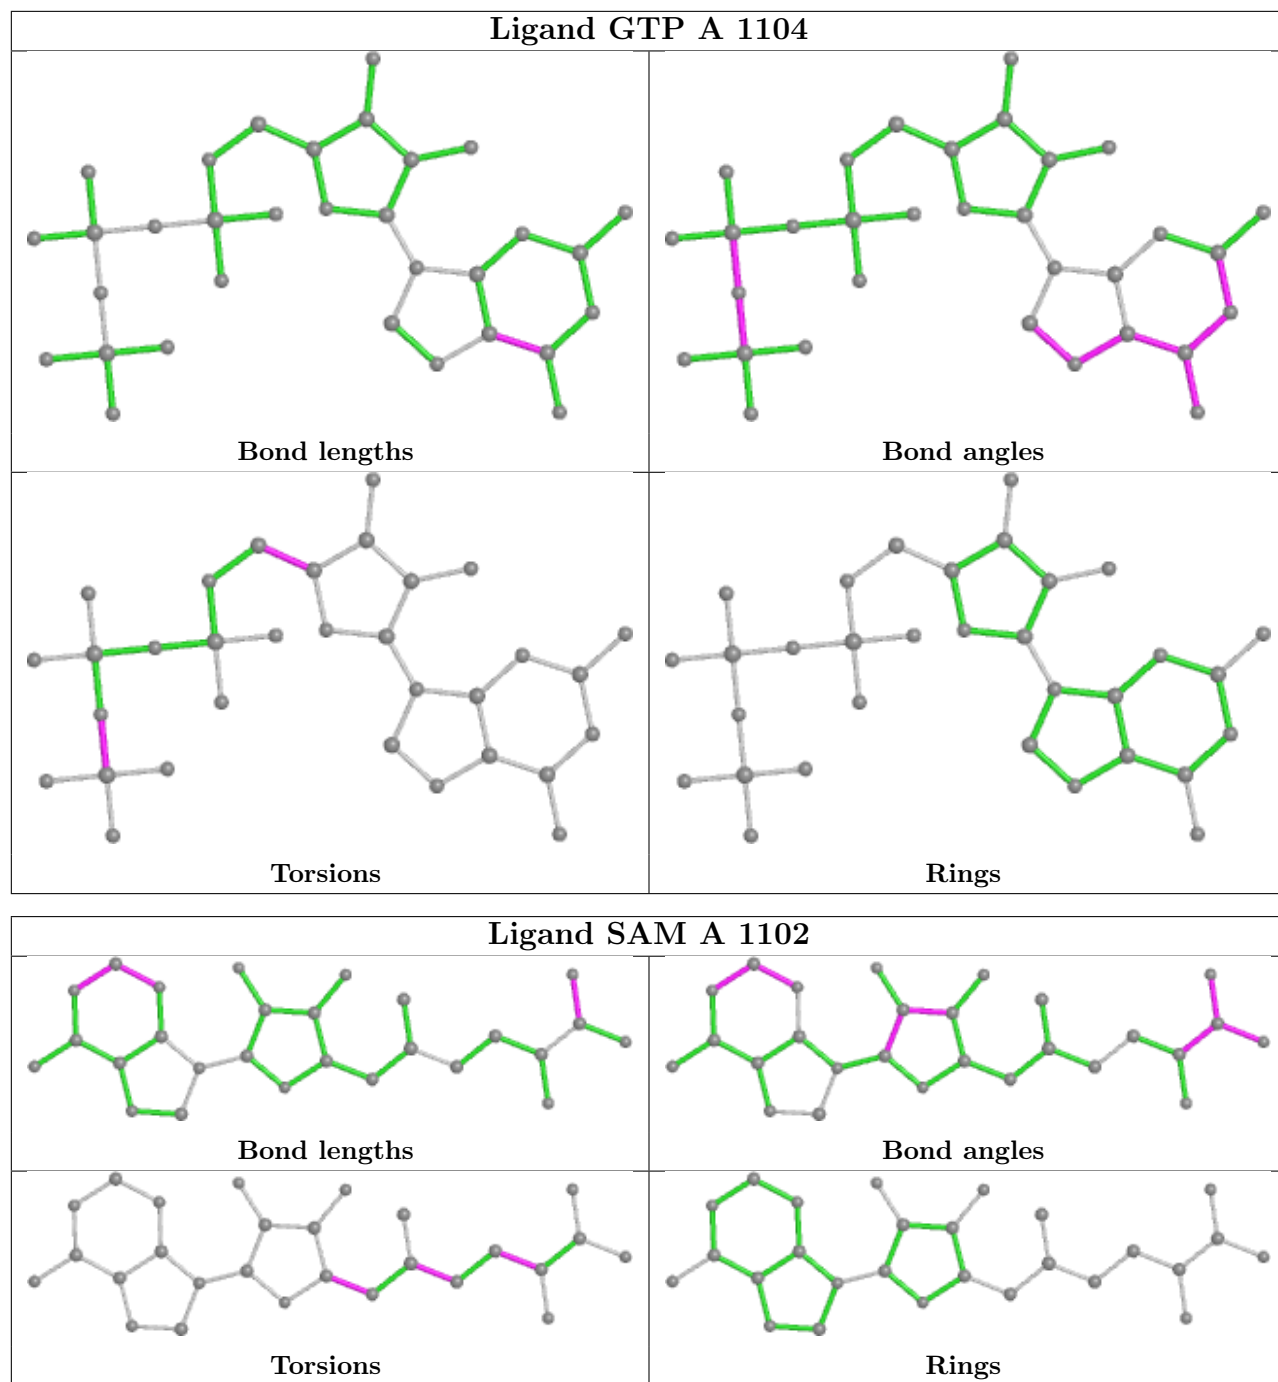 Ligand GTP A 1104
Bond lengths
Bond angles
Torsions
Rings
Ligand SAM A 1102
Bond lengths
Bond angles
Torsions
Rings